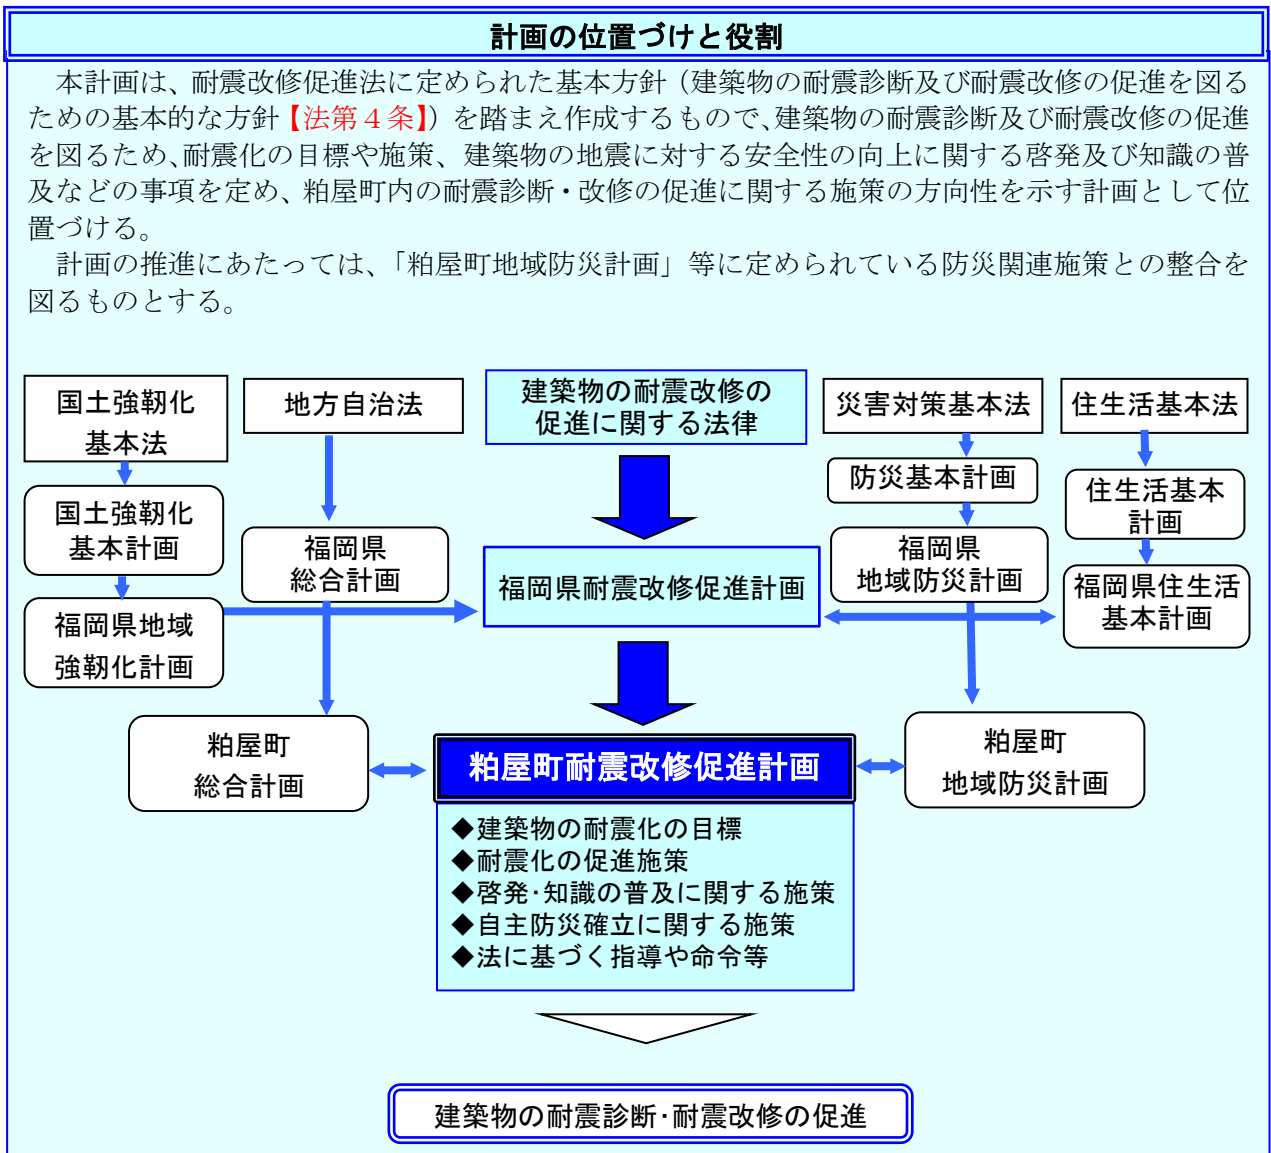 計画の位置づけと役割
本計画は、耐震改修促進法に定められた基本方針（建築物の耐震診断及び耐震改修の促進を図る
ための基本的な方針【法第４条】）を踏まえ作成するもので、建築物の耐震診断及び耐震改修の促進
を図るため、耐震化の目標や施策、建築物の地震に対する安全性の向上に関する啓発及び知識の普
及などの事項を定め、粕屋町内の耐震診断・改修の促進に関する施策の方向性を示す計画として位
置づける。
計画の推進にあたっては、「粕屋町地域防災計画」等に定められている防災関連施策との整合を
図るものとする。
国土強靭化
基本法
地方自治法
建築物の耐震改修の
促進に関する法律
災害対策基本法
住生活基本法
国土強靭化
基本計画
防災基本計画
住生活基本
計画
福岡県
総合計画
福岡県耐震改修促進計画
福岡県
地域防災計画
福岡県住生活
基本計画
福岡県地域
強靭化計画
粕屋町
総合計画
粕屋町耐震改修促進計画
粕屋町
地域防災計画
◆建築物の耐震化の目標
◆耐震化の促進施策
◆啓発・知識の普及に関する施策
◆自主防災確立に関する施策
◆法に基づく指導や命令等
建築物の耐震診断・耐震改修の促進